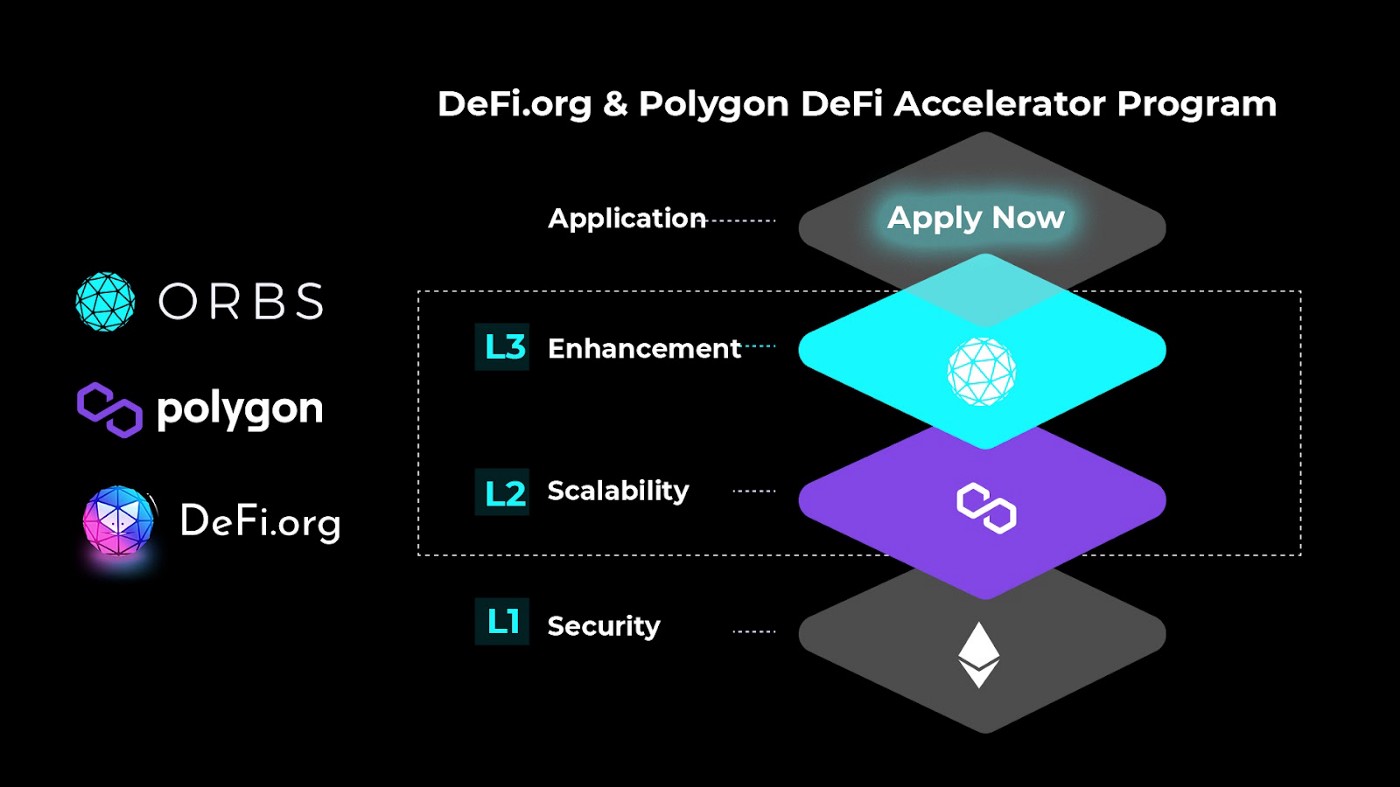 DeFi.org & Polygon DeFi Accelerator Program
Application
Apply Now
ORBS
L3 Enhancement
polygon
L2 Scalability
DeFi.org
L1 Security